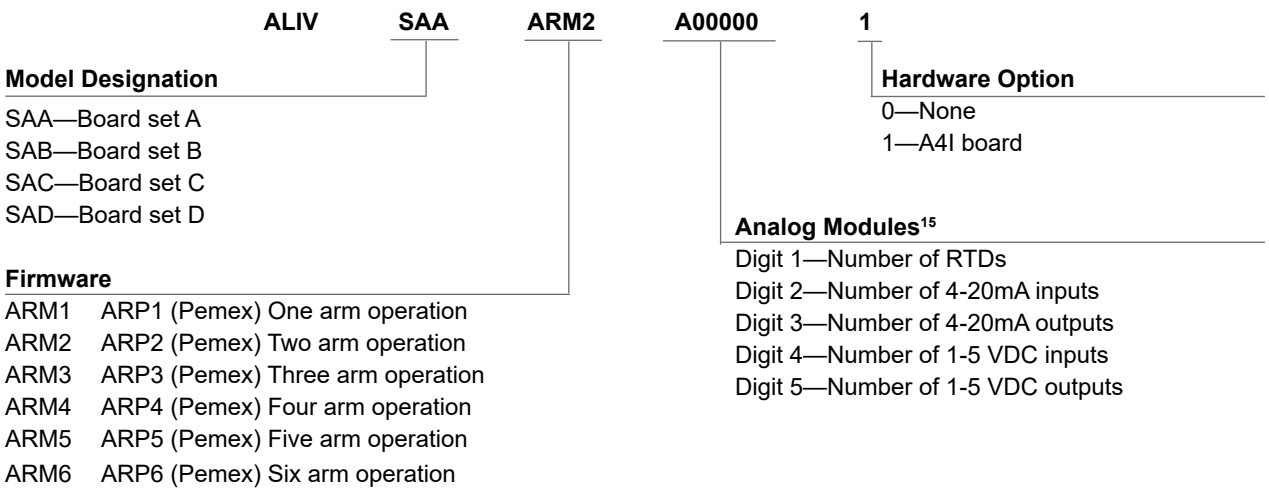 ALIV SAA ARM2 A00000 1
Model Designation
SAA—Board set A
SAB—Board set B
SAC—Board set C
SAD—Board set D
Firmware
ARM1 ARP1 (Pemex) One arm operation
ARM2 ARP2 (Pemex) Two arm operation
ARM3 ARP3 (Pemex) Three arm operation
ARM4 ARP4 (Pemex) Four arm operation
ARM5 ARP5 (Pemex) Five arm operation
ARM6 ARP6 (Pemex) Six arm operation
Hardware Option
0—None
1—A4I board
Analog Modules¹⁵
Digit 1—Number of RTDs
Digit 2—Number of 4-20mA inputs
Digit 3—Number of 4-20mA outputs
Digit 4—Number of 1-5 VDC inputs
Digit 5—Number of 1-5 VDC outputs